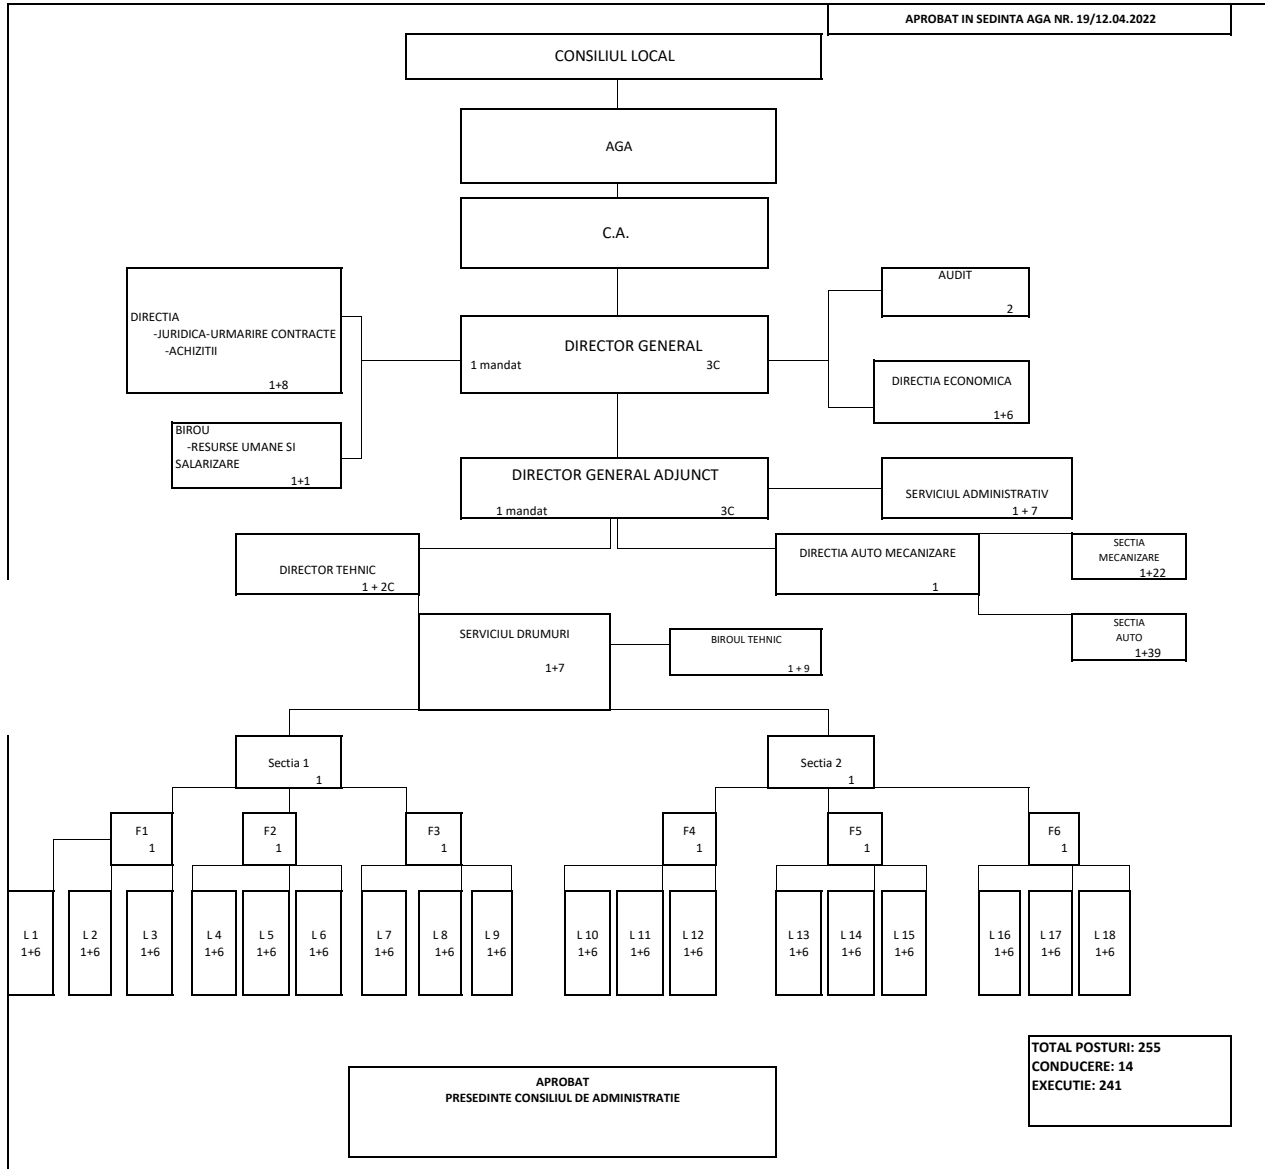 APROBAT IN SEDINTA AGA NR. 19/12.04.2022
CONSILIUL LOCAL
AGA
C.A.
DIRECTIA
-JURIDICA-URMARIRE CONTRACTE
-ACHIZITII
1+8
AUDIT
2
DIRECTOR GENERAL
1 mandat 3C
DIRECTIA ECONOMICA
1+6
BIROU
-RESURSE UMANE SI
SALARIZARE
1+1
DIRECTOR GENERAL ADJUNCT
1 mandat 3C
SERVICIUL ADMINISTRATIV
1 + 7
DIRECTOR TEHNIC
1 + 2C
DIRECTIA AUTO MECANIZARE
1
SECTIA
MECANIZARE
1+22
SERVICIUL DRUMURI
1+7
BIROUL TEHNIC
1 + 9
SECTIA
AUTO
1+39
Sectia 1
1
Sectia 2
1
F1
1
F2
1
F3
1
F4
1
F5
1
F6
1
L 1
1+6
L 2
1+6
L 3
1+6
L 4
1+6
L 5
1+6
L 6
1+6
L 7
1+6
L 8
1+6
L 9
1+6
L 10
1+6
L 11
1+6
L 12
1+6
L 13
1+6
L 14
1+6
L 15
1+6
L 16
1+6
L 17
1+6
L 18
1+6
TOTAL POSTURI: 255
CONDUCERE: 14
EXECUTIE: 241
APROBAT
PRESEDINTE CONSILIUL DE ADMINISTRATIE